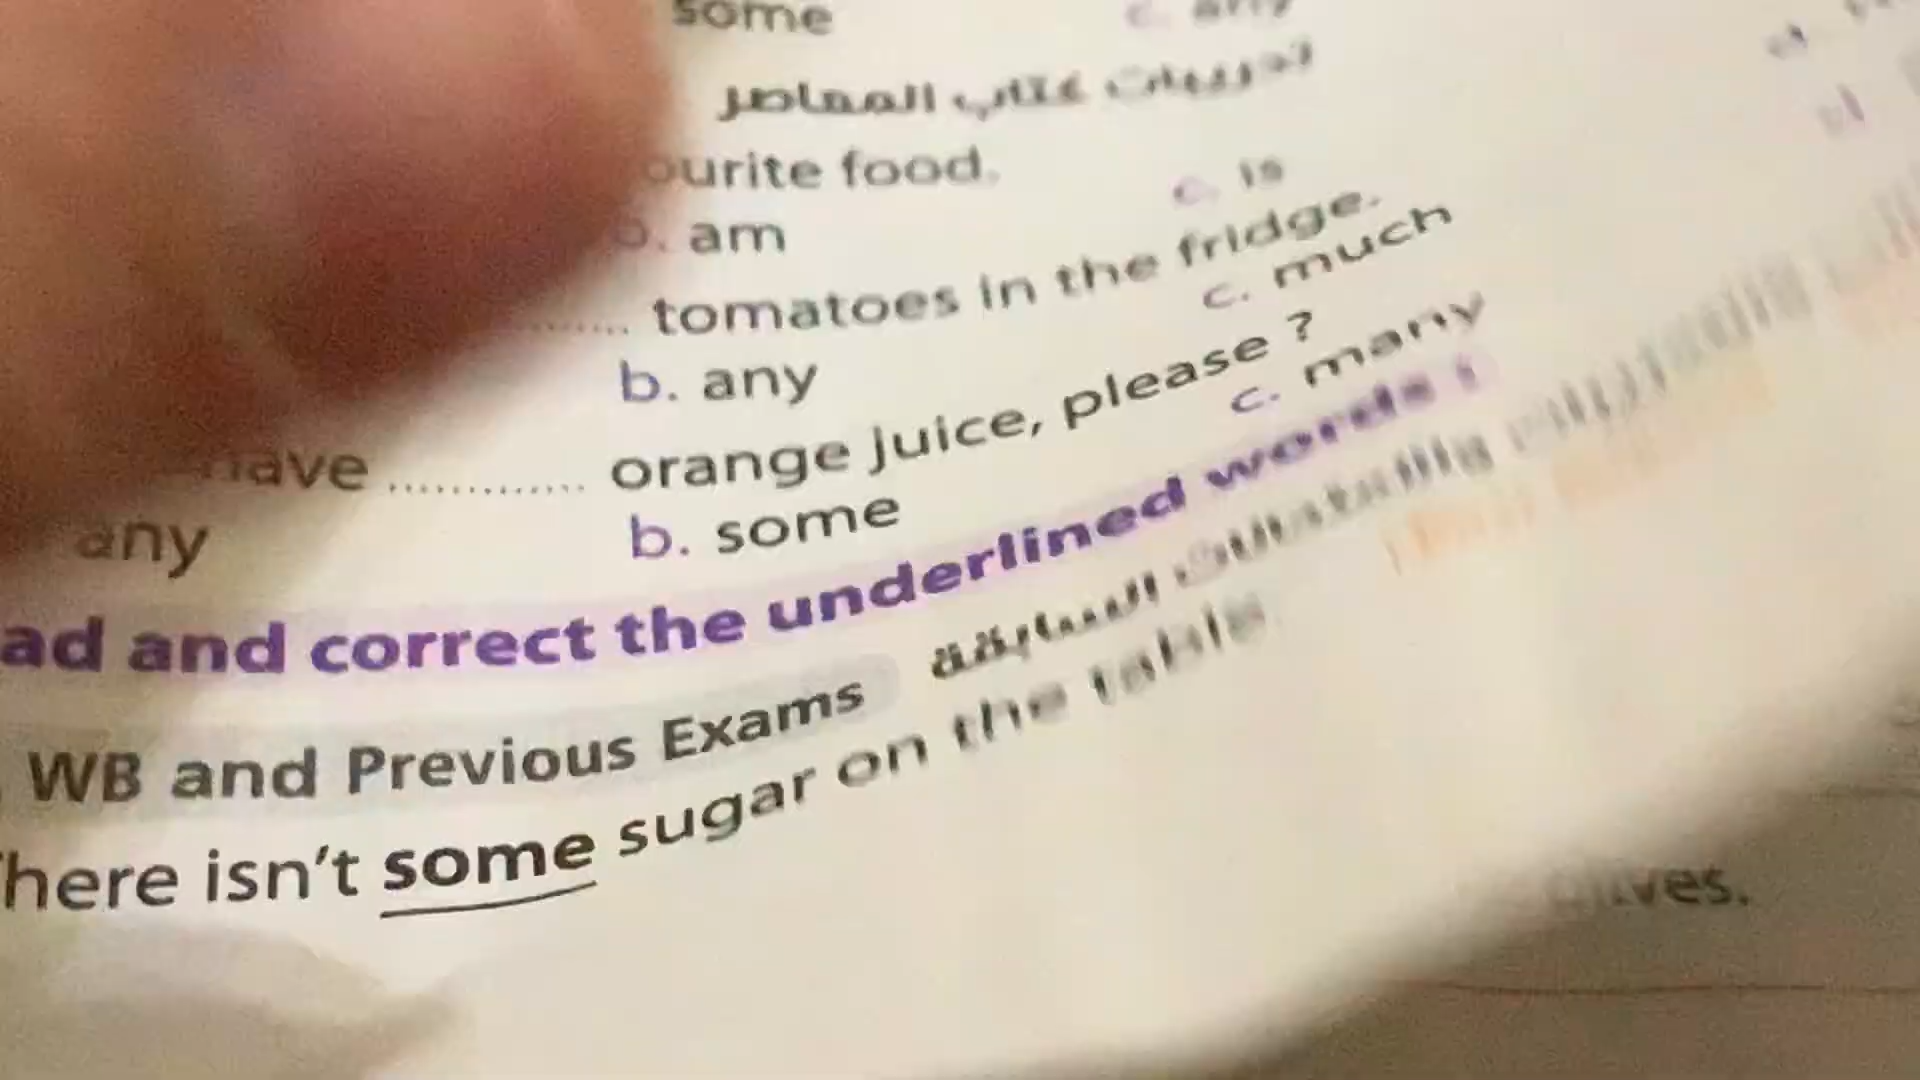 some c. any
تدريبات كتاب المعاصر
ourite food.
b. am c. is
............ tomatoes in the fridge.
b. any c. much
have ............. orange juice, please ?
any b. some c. many
ad and correct the underlined words :
WB and Previous Exams
here isn't some sugar on the table.